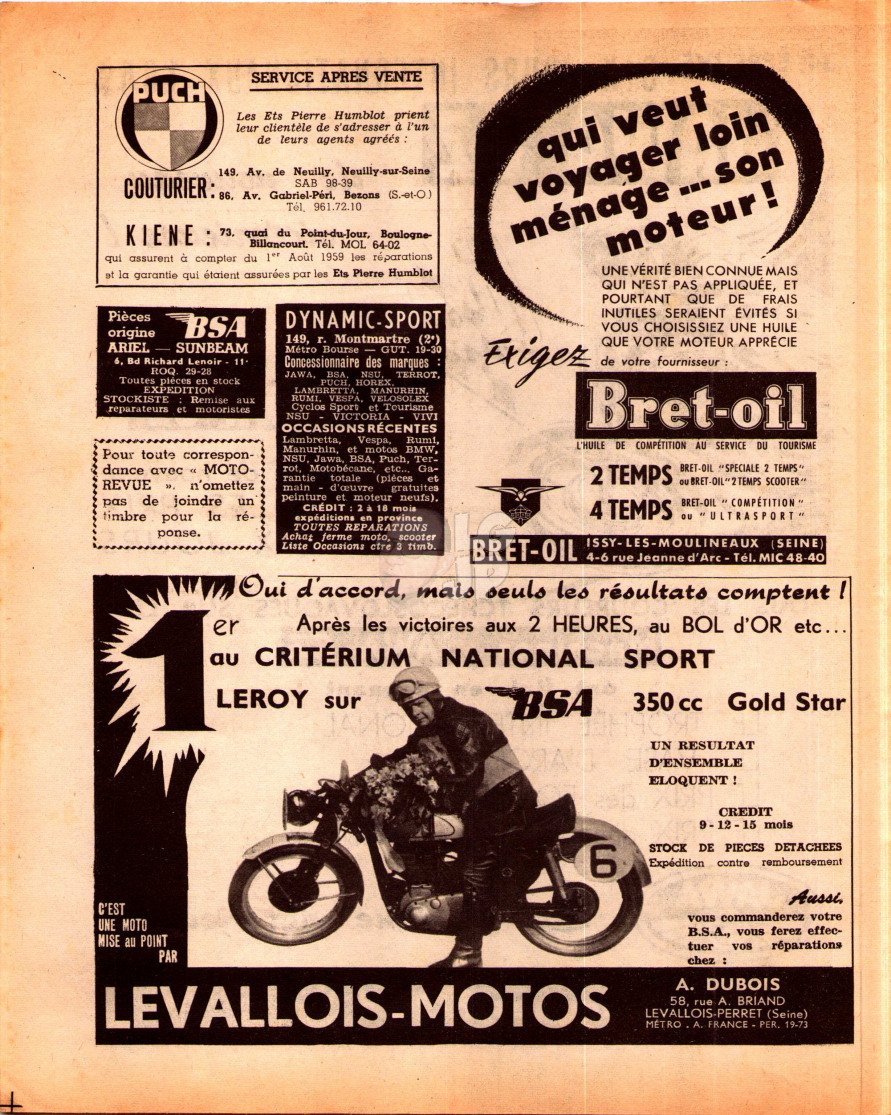 PUCH
SERVICE APRES VENTE
Les Ets Pierre Humblot prient
leur clientèle de s'adresser à l'un
de leurs agents agréés :
COUTURIER : 149, Av. de Neuilly, Neuilly-sur-Seine
SAB 98-39
86, Av. Gabriel-Péri, Bezons (S.-et-O)
Tél. 961.72.10
KIENE : 73, quai du Point-du-Jour, Boulogne-
Billancourt. Tél. MOL 64-02
qui assurent à compter du 1er Août 1959 les réparations
et la garantie qui étaient assurées par les Ets Pierre Humblot
qui veut
voyager loin
ménage... son
moteur !
UNE VÉRITÉ BIEN CONNUE MAIS
QUI N'EST PAS APPLIQUÉE, ET
POURTANT QUE DE FRAIS
INUTILES SERAIENT ÉVITÉS SI
VOUS CHOISISSIEZ UNE HUILE
QUE VOTRE MOTEUR APPRÉCIE
Exigez de votre fournisseur :
Bret-oil
L'HUILE DE COMPÉTITION AU SERVICE DU TOURISME
2 TEMPS BRET-OIL "SPECIALE 2 TEMPS"
ou BRET-OIL "2 TEMPS SCOOTER"
4 TEMPS BRET-OIL "COMPÉTITION"
ou "ULTRASPORT"
BRET-OIL ISSY-LES-MOULINEAUX (SEINE)
4-6 rue Jeanne d'Arc - Tél. MIC 48-40
Pièces
origine BSA
ARIEL — SUNBEAM
6, Bd Richard Lenoir - 11e
ROQ. 29-28
Toutes pièces en stock
EXPEDITION
STOCKISTE : Remise aux
réparateurs et motoristes
Pour toute correspon-
dance avec « MOTO-
REVUE », n'omettez
pas de joindre un
timbre pour la ré-
ponse.
DYNAMIC-SPORT
149, r. Montmartre (2e)
Métro Bourse — GUT. 19-30
Concessionnaire des marques :
JAWA, BSA, NSU, TERROT,
PUCH, HOREX,
LAMBRETTA, MANURHIN,
RUMI, VESPA, VELOSOLEX
Cyclos Sport et Tourisme
NSU - VICTORIA - VIVI
OCCASIONS RÉCENTES
Lambretta, Vespa, Rumi,
Manurhin, et motos BMW,
NSU, Jawa, BSA, Puch, Ter-
rot, Motobécane, etc... Ga-
rantie totale (pièces et
main - d'œuvre gratuites
peinture et moteur neufs).
CRÉDIT : 2 à 18 mois
expéditions en province
TOUTES REPARATIONS
Achat ferme moto, scooter
Liste Occasions ctre 3 timb.
Oui d'accord, mais seuls les résultats comptent !
1er Après les victoires aux 2 HEURES, au BOL d'OR etc...
au CRITÉRIUM NATIONAL SPORT
LEROY sur BSA 350 cc Gold Star
UN RESULTAT
D'ENSEMBLE
ELOQUENT !
CREDIT
9 - 12 - 15 mois
STOCK DE PIECES DETACHEES
Expédition contre remboursement
6
Aussi,
vous commanderez votre
B.S.A., vous ferez effec-
tuer vos réparations
chez :
C'EST
UNE MOTO
MISE au POINT
PAR
LEVALLOIS-MOTOS
A. DUBOIS
58, rue A. BRIAND
LEVALLOIS-PERRET (Seine)
MÉTRO . A. FRANCE - PER. 19-73